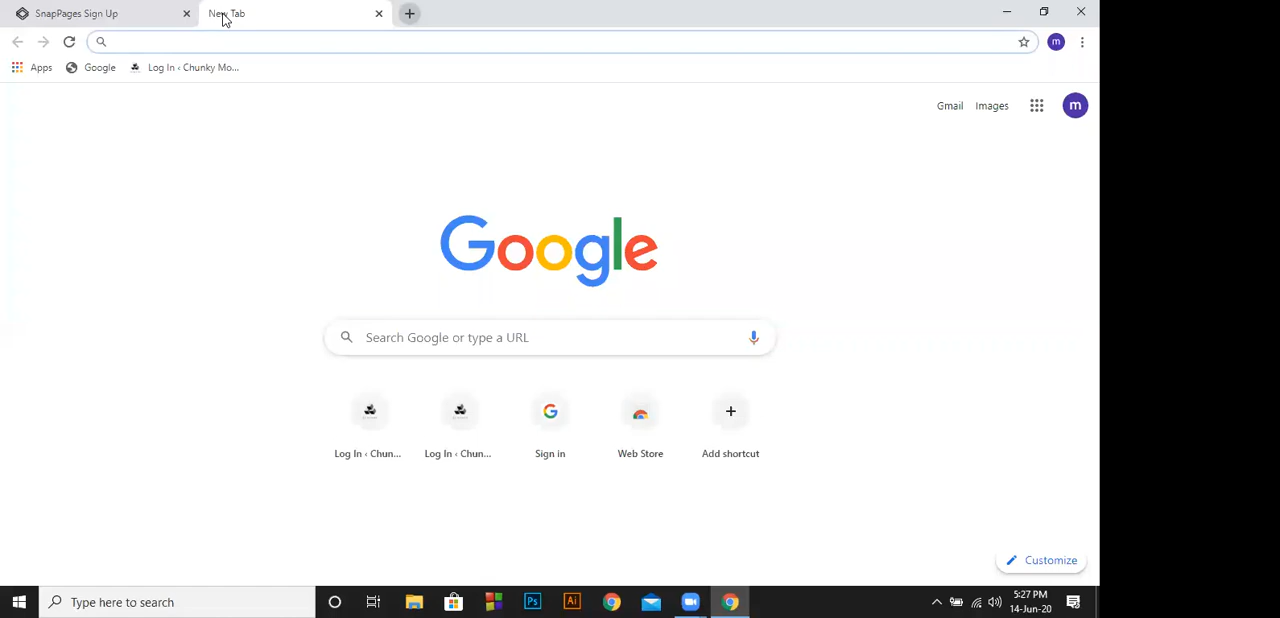 SnapPages Sign Up
New Tab
m
Apps
Google
Log In ‹ Chunky Mo...
Gmail
Images
m
Google
Search Google or type a URL
Log In ‹ Chun...
Log In ‹ Chun...
Sign in
Web Store
Add shortcut
Customize
Type here to search
Ps
Ai
5:27 PM
14-Jun-20